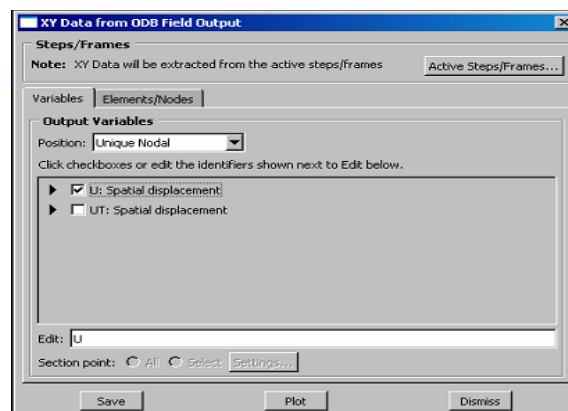 XY Data from ODB Field Output
Steps/Frames
Note: XY Data will be extracted from the active steps/frames
Active Steps/Frames...
Variables
Elements/Nodes
Output Variables
Position: Unique Nodal
Click checkboxes or edit the identifiers shown next to Edit below.
U: Spatial displacement
UT: Spatial displacement
Edit: U
Section point: All Select Settings...
Save Plot Dismiss